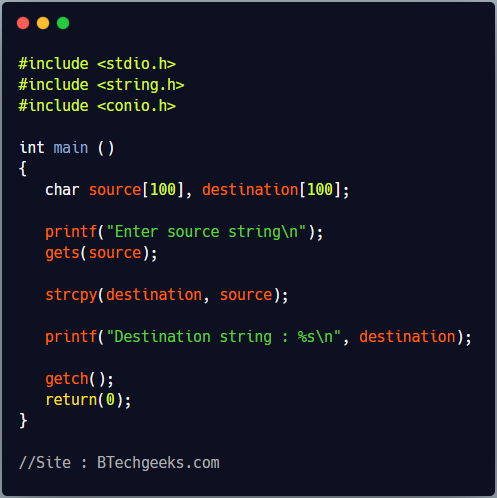 #include <stdio.h>
#include <string.h>
#include <conio.h>
int main ()
{
char source[100], destination[100];
printf("Enter source string\n");
gets(source);
strcpy(destination, source);
printf("Destination string : %s\n", destination);
getch();
return(0);
}
//Site : BTechgeeks.com